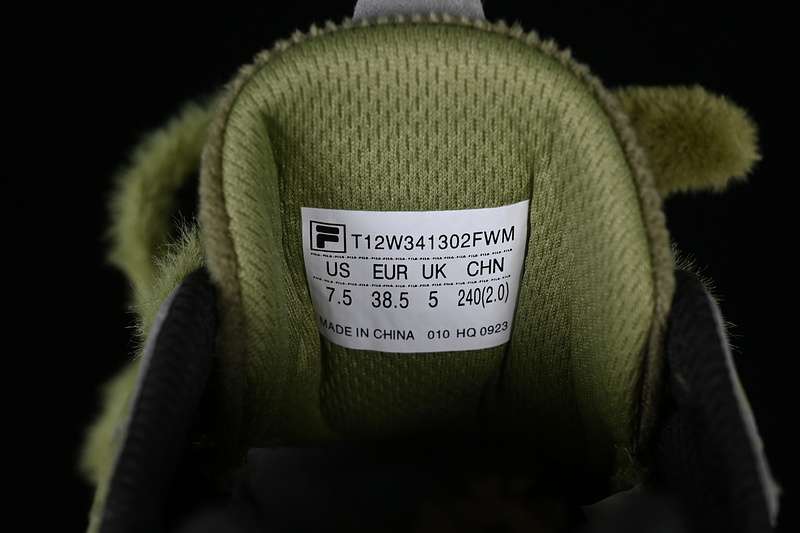 F T12W341302FWM
US EUR UK CHN
7.5 38.5 5 240(2.0)
MADE IN CHINA 010 HQ 0923